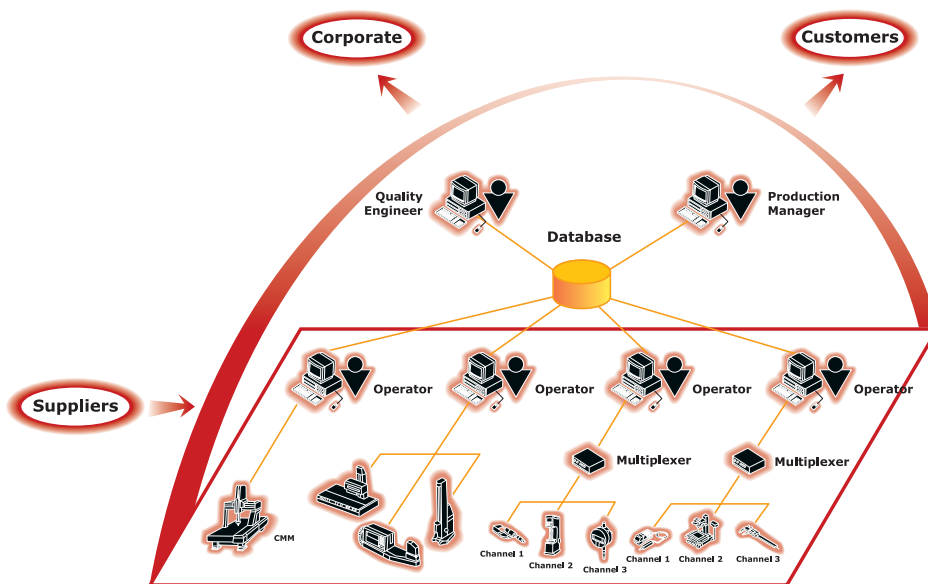 Corporate
Customers
Quality
Engineer
Production
Manager
Database
Operator
Operator
Operator
Operator
Suppliers
Multiplexer
Multiplexer
CMM
Channel 1
Channel 2
Channel 3
Channel 1
Channel 2
Channel 3